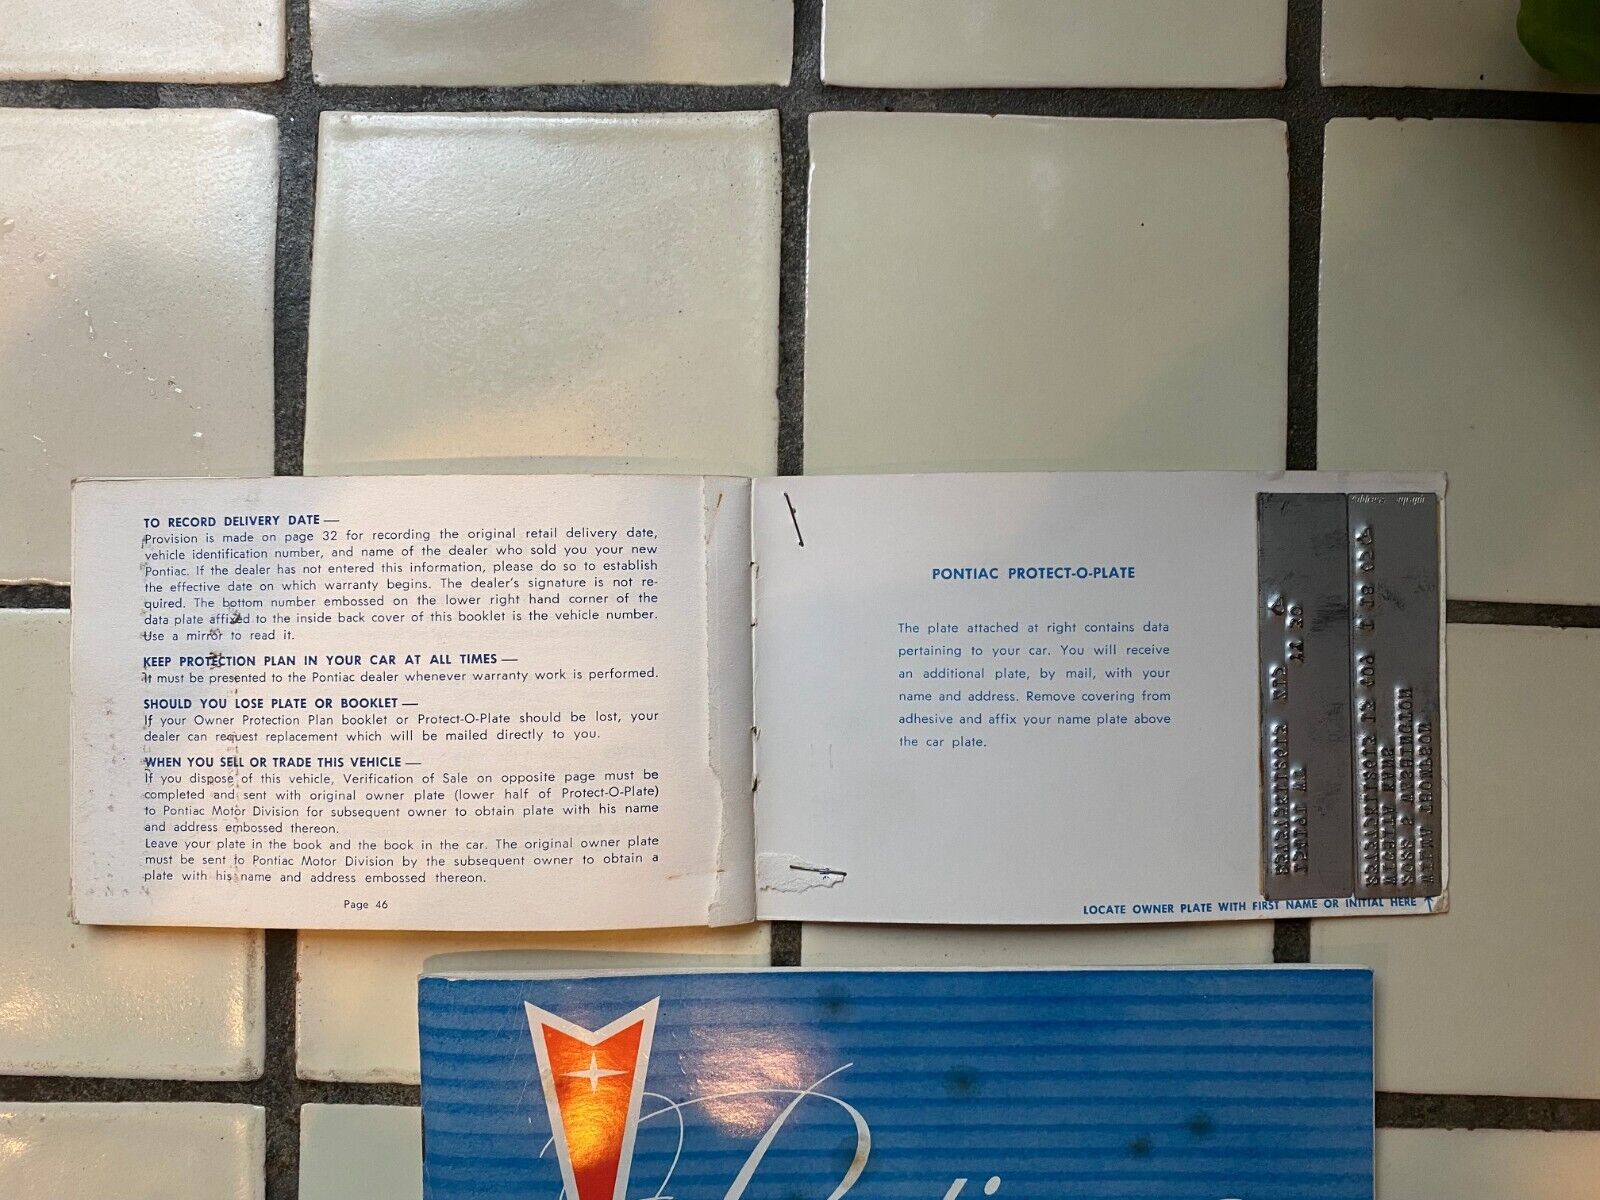 TO RECORD DELIVERY DATE—
Provision is made on page 32 for recording the original retail delivery date,
vehicle identification number, and name of the dealer who sold you your new
Pontiac. If the dealer has not entered this information, please do so to establish
the effective date on which warranty begins. The dealer's signature is not re-
quired. The bottom number embossed on the lower right hand corner of the
data plate affixed to the inside back cover of this booklet is the vehicle number.
Use a mirror to read it.
KEEP PROTECTION PLAN IN YOUR CAR AT ALL TIMES—
It must be presented to the Pontiac dealer whenever warranty work is performed.
SHOULD YOU LOSE PLATE OR BOOKLET—
If your Owner Protection Plan booklet or Protect-O-Plate should be lost, your
dealer can request replacement which will be mailed directly to you.
WHEN YOU SELL OR TRADE THIS VEHICLE—
If you dispose of this vehicle, Verification of Sale on opposite page must be
completed and sent with original owner plate (lower half of Protect-O-Plate)
to Pontiac Motor Division for subsequent owner to obtain plate with his name
and address embossed thereon.
Leave your plate in the book and the book in the car. The original owner plate
must be sent to Pontiac Motor Division by the subsequent owner to obtain a
plate with his name and address embossed thereon.
Page 46
PONTIAC PROTECT-O-PLATE
The plate attached at right contains data
pertaining to your car. You will receive
an additional plate, by mail, with your
name and address. Remove covering from
adhesive and affix your name plate above
the car plate.
LOCATE OWNER PLATE WITH FIRST NAME OR INITIAL HERE